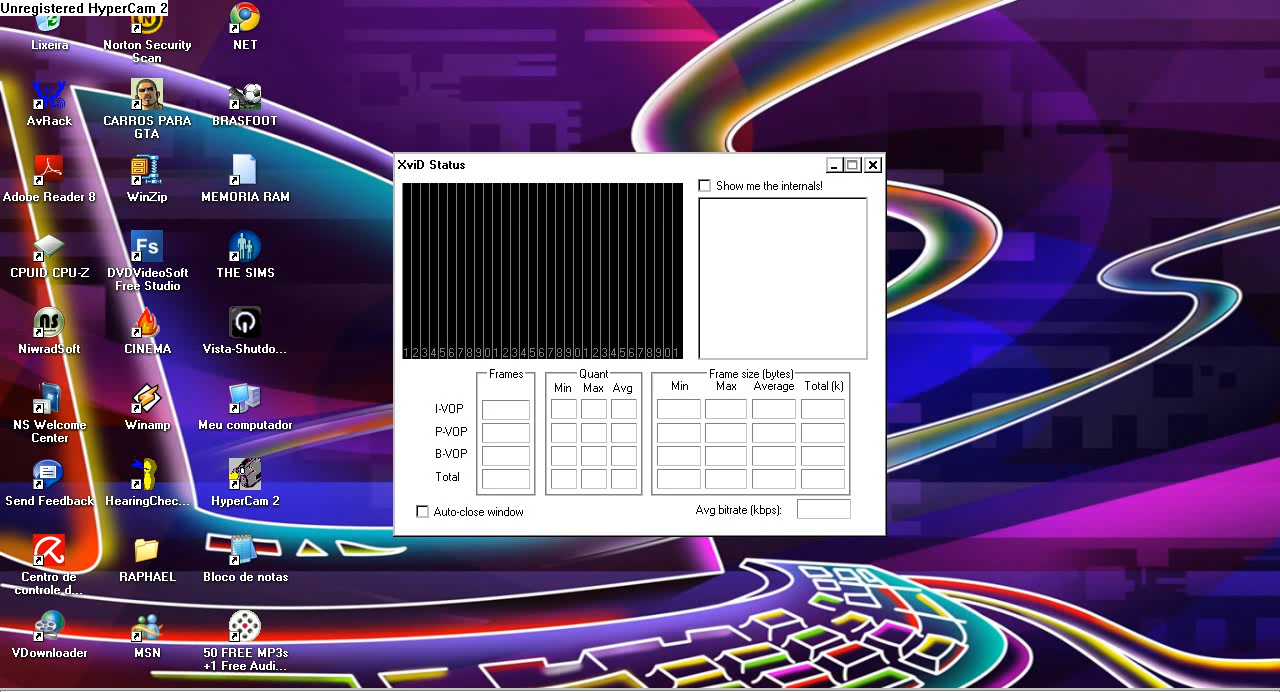 Unregistered HyperCam 2
Lixeira
Norton Security
Scan
NET
AvRack
CARROS PARA
GTA
BRASFOOT
Adobe Reader 8
WinZip
MEMORIA RAM
CPUID CPU-Z
Fs
DVDVideoSoft
Free Studio
THE SIMS
ns
NiwradSoft
CINEMA
Vista-Shutdo...
NS Welcome
Center
Winamp
Meu computador
Send Feedback
HearingChec...
HyperCam 2
Centro de
controle d...
RAPHAEL
Bloco de notas
VDownloader
MSN
50 FREE MP3s
+1 Free Audi...
XviD Status
Show me the internals!
1234567890123456789012345678901
Frames
Quant
Frame size (bytes)
Min Max Avg
Min Max Average Total (k)
I-VOP
P-VOP
B-VOP
Total
Auto-close window
Avg bitrate (kbps):